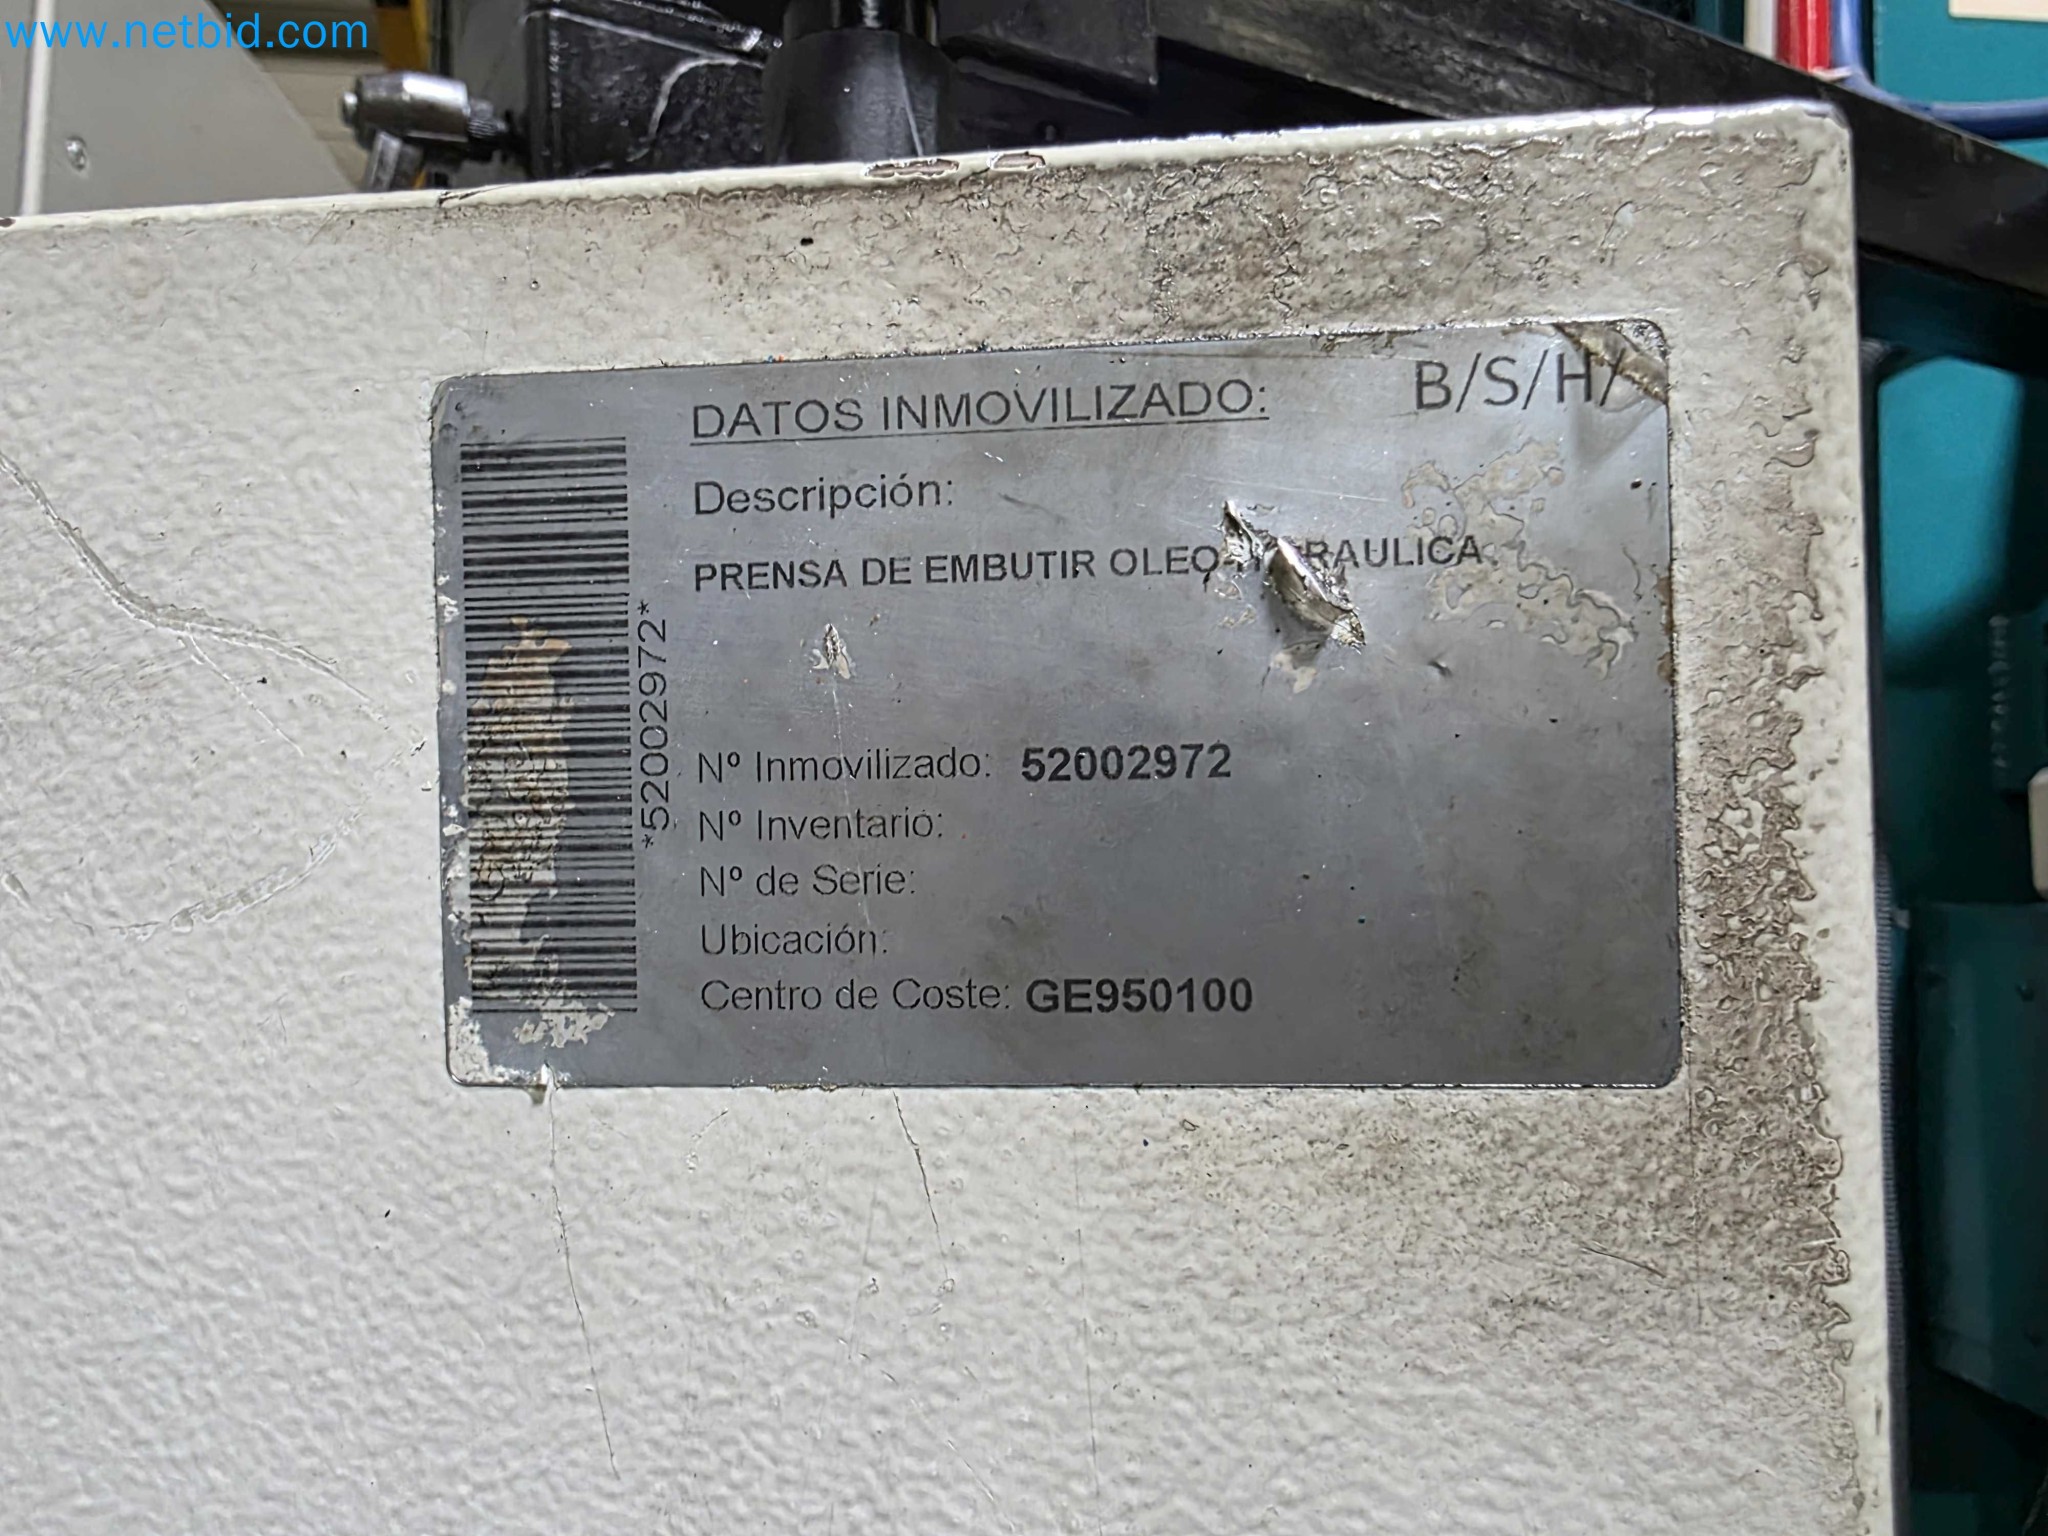 www.netbid.com
DATOS INMOVILIZADO: B/S/H/
Descripción:
PRENSA DE EMBUTIR
Nº Inmovilizado: 52002972
Nº Inventario:
Nº de Serie:
Ubicación:
Centro de Coste: GE950100
*52002972*